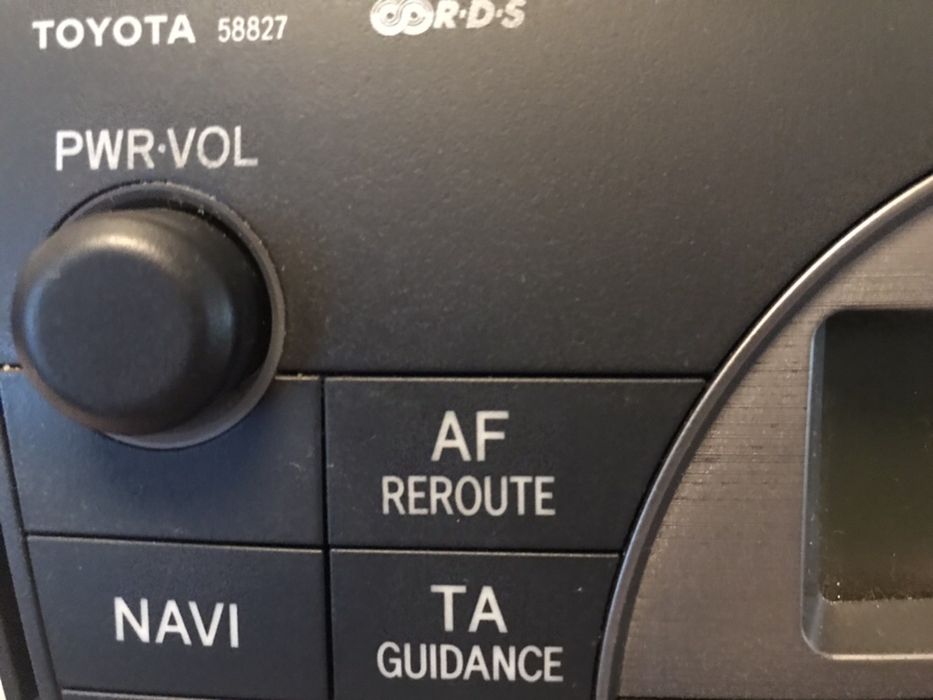 TOYOTA 58827 R·D·S
PWR·VOL
AF
REROUTE
NAVI
TA
GUIDANCE